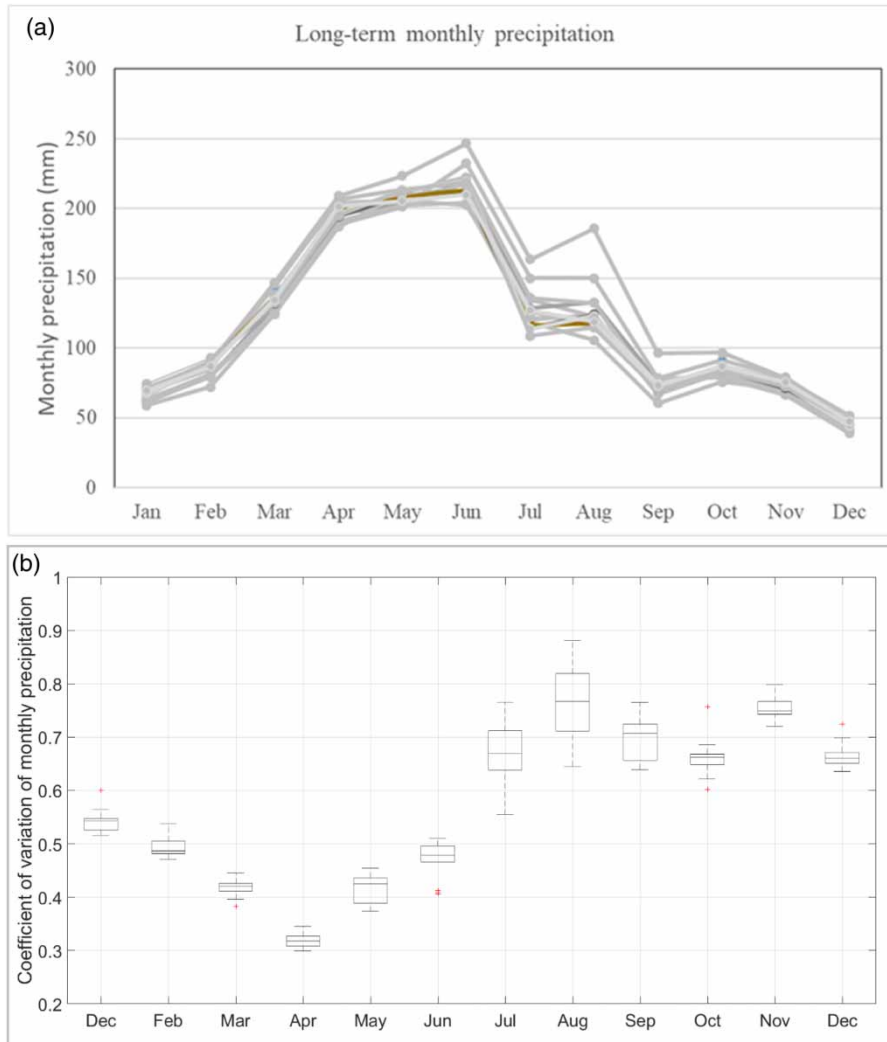 (a)
Long-term monthly precipitation
Monthly precipitation (mm)
300
250
200
150
100
50
0
Jan Feb Mar Apr May Jun Jul Aug Sep Oct Nov Dec
(b)
Coefficient of variation of monthly precipitation
1
0.9
0.8
0.7
0.6
0.5
0.4
0.3
0.2
Dec Feb Mar Apr May Jun Jul Aug Sep Oct Nov Dec